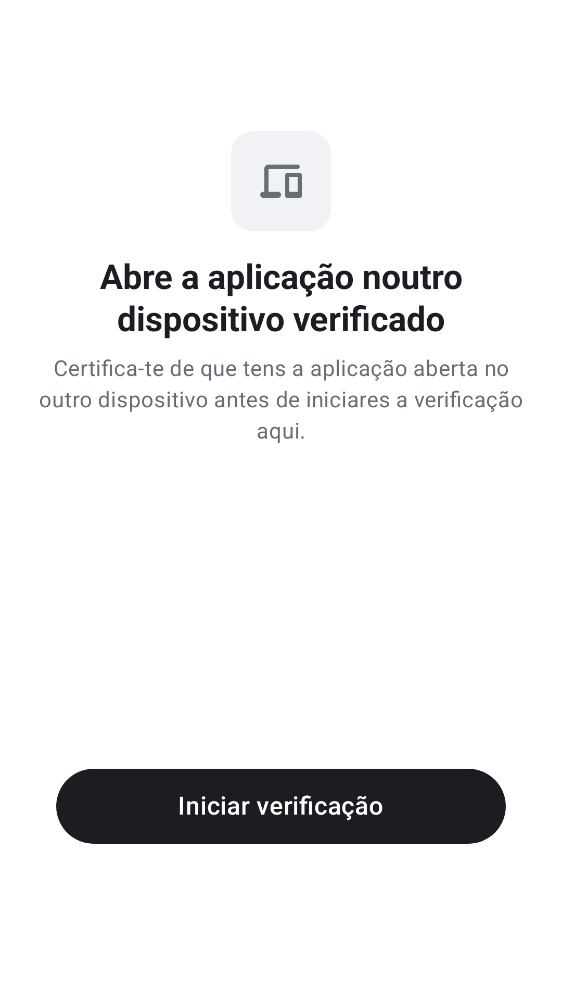 Abre a aplicação noutro
dispositivo verificado
Certifica-te de que tens a aplicação aberta no
outro dispositivo antes de iniciares a verificação
aqui.
Iniciar verificação